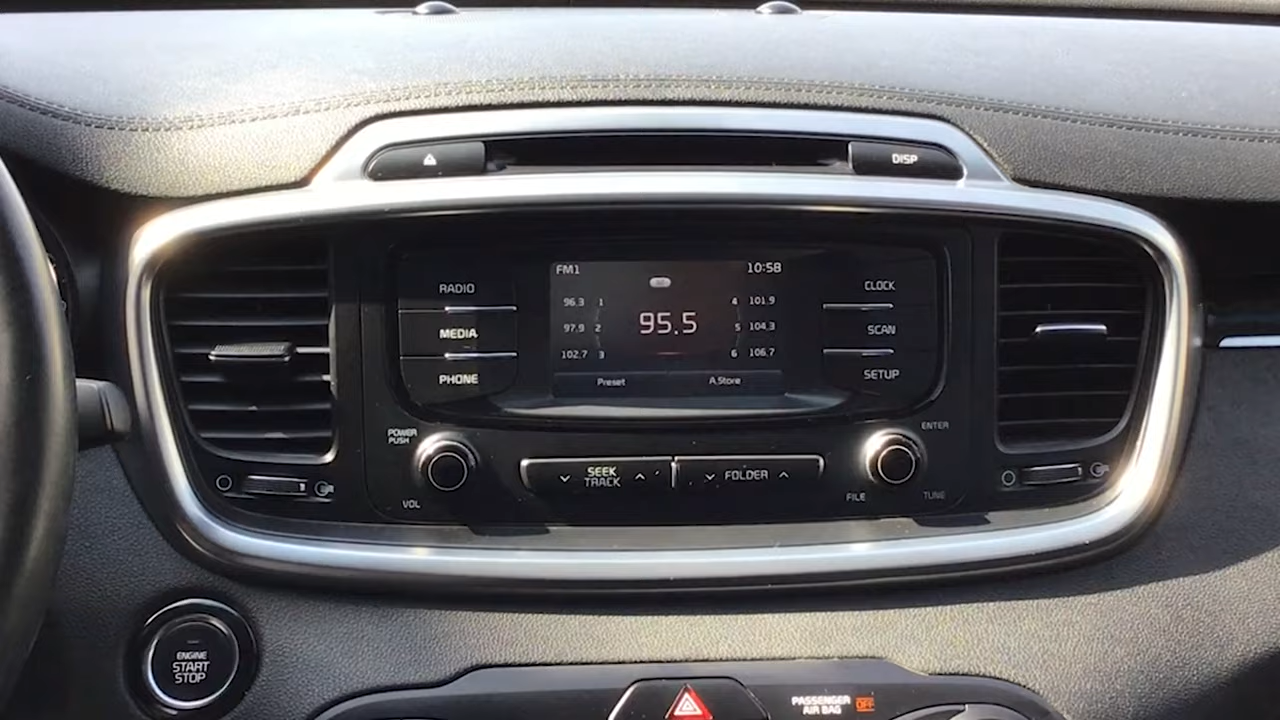 DISP
FM1 10:58
RADIO
MEDIA
PHONE
96.3 1
97.9 2
102.7 3
95.5
4 101.9
5 104.3
6 106.7
Preset A.Store
CLOCK
SCAN
SETUP
POWER
PUSH
VOL
SEEK
TRACK
FOLDER
ENTER
FILE
TUNE
ENGINE
START
STOP
PASSENGER
AIR BAG
OFF